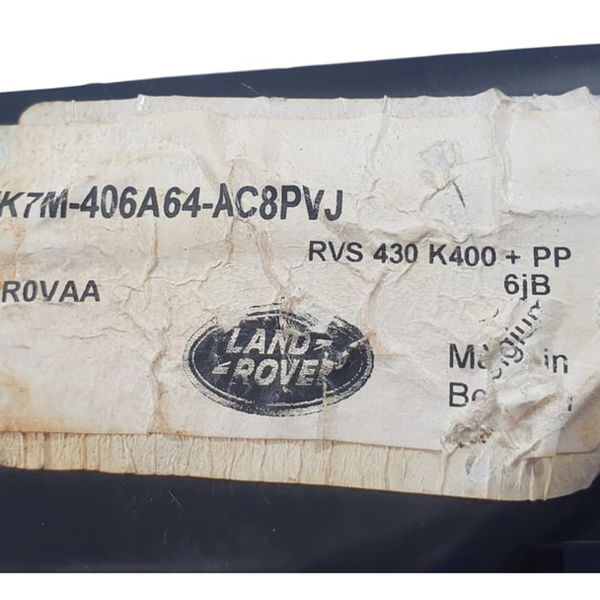 K7M-406A64-AC8PVJ
RVS 430 K400 + PP
6jB
R0VAA
LAND
ROVER
in